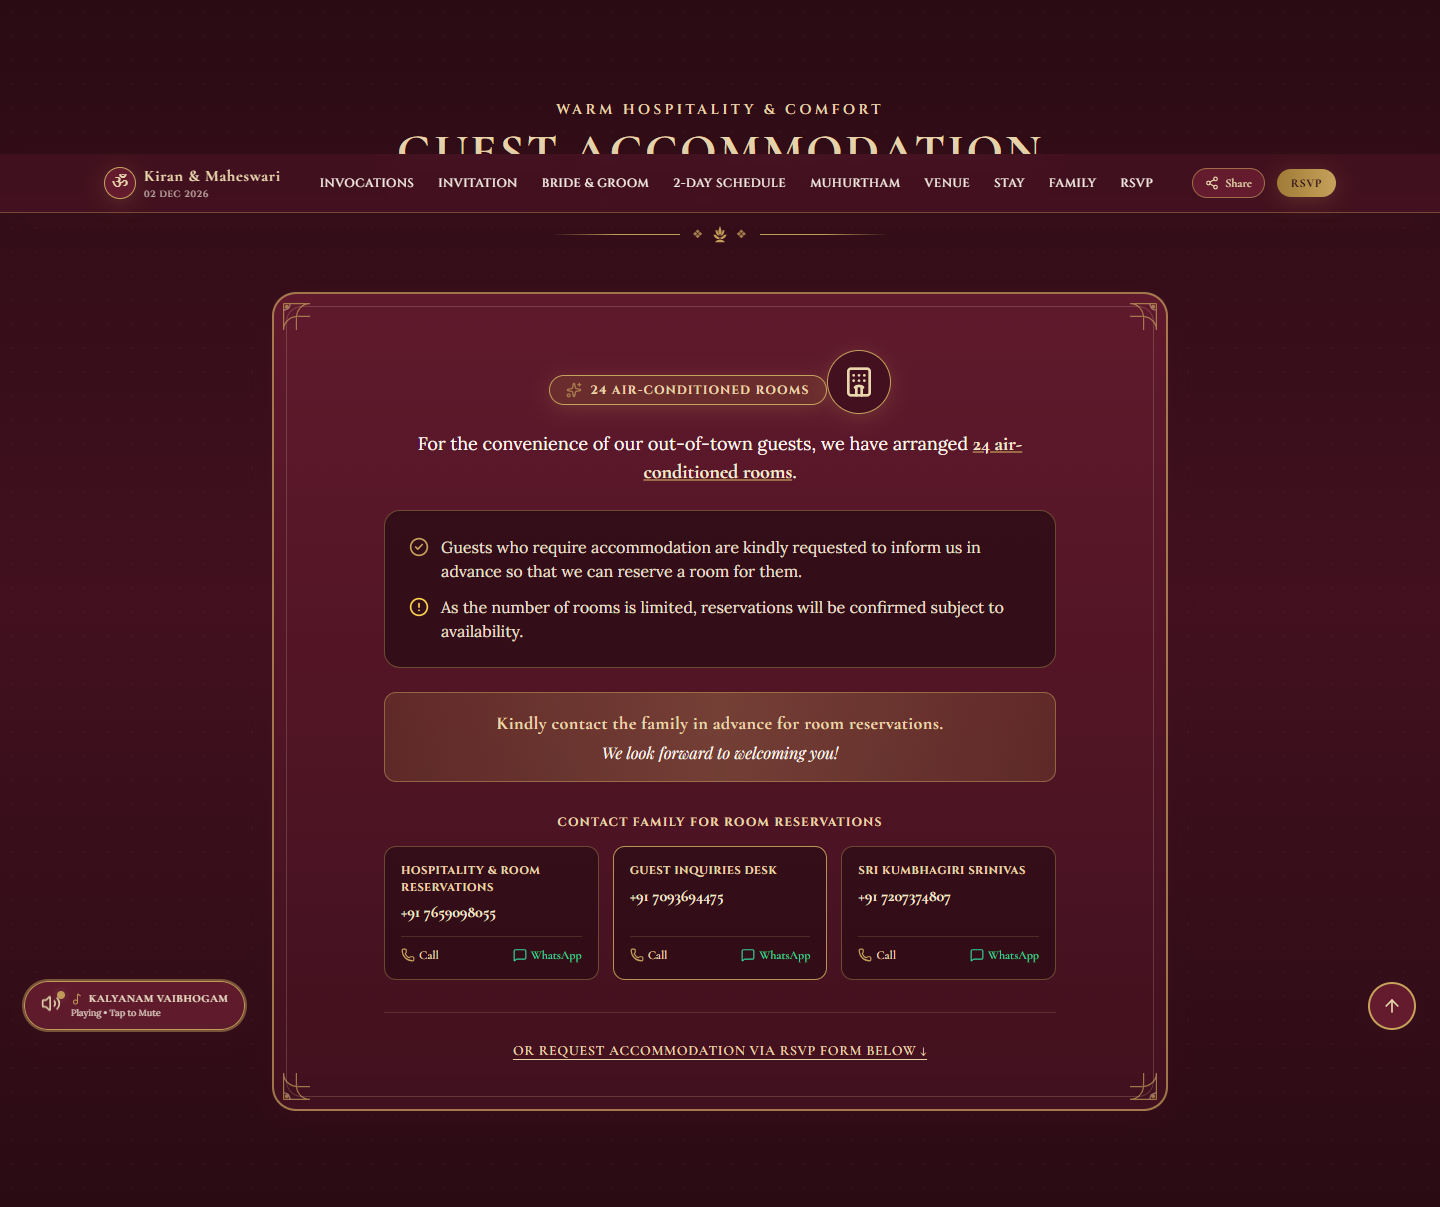 WARM HOSPITALITY & COMFORT
GUEST ACCOMMODATION
ॐ
Kiran & Maheswari
02 DEC 2026
INVOCATIONS
INVITATION
BRIDE & GROOM
2-DAY SCHEDULE
MUHURTHAM
VENUE
STAY
FAMILY
RSVP
Share
RSVP
24 AIR-CONDITIONED ROOMS
For the convenience of our out-of-town guests, we have arranged 24 air-
conditioned rooms.
Guests who require accommodation are kindly requested to inform us in
advance so that we can reserve a room for them.
As the number of rooms is limited, reservations will be confirmed subject to
availability.
Kindly contact the family in advance for room reservations.
We look forward to welcoming you!
CONTACT FAMILY FOR ROOM RESERVATIONS
HOSPITALITY & ROOM
RESERVATIONS
+91 7659098055
Call
WhatsApp
GUEST INQUIRIES DESK
+91 7093694475
Call
WhatsApp
SRI KUMBHAGIRI SRINIVAS
+91 7207374807
Call
WhatsApp
KALYANAM VAIBHOGAM
Playing • Tap to Mute
OR REQUEST ACCOMMODATION VIA RSVP FORM BELOW ↓